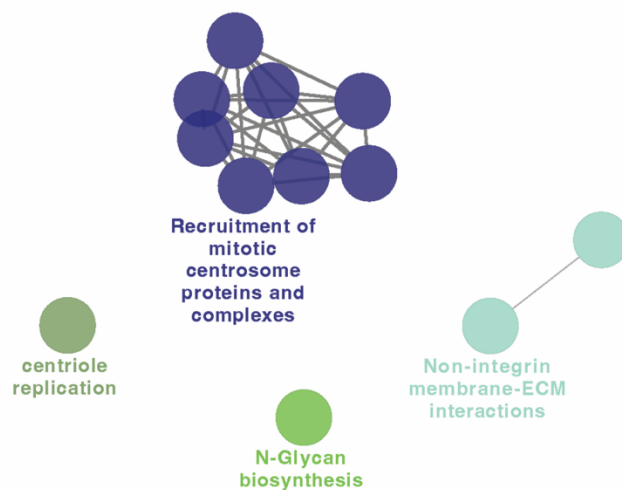 Recruitment of
mitotic
centrosome
proteins and
complexes
centriole
replication
Non-integrin
membrane-ECM
interactions
N-Glycan
biosynthesis